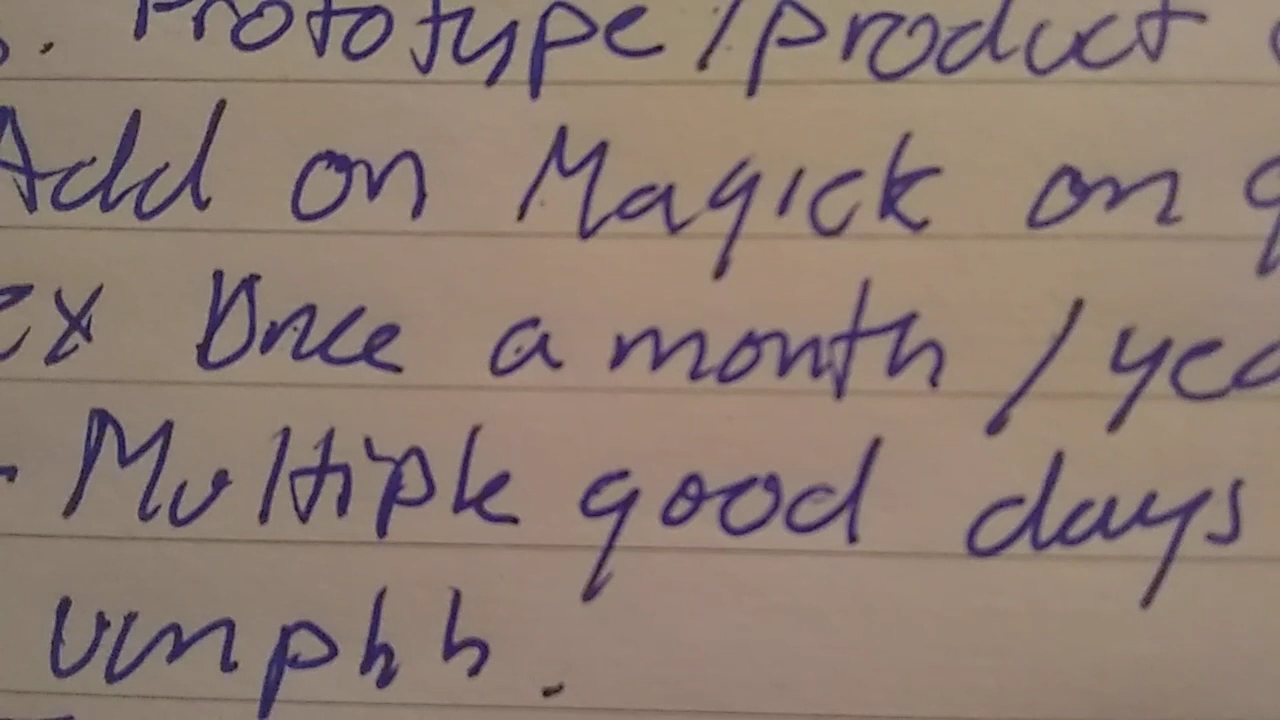 . Prototype/product
Add on Magick on
ex Once a month / yea
- Multiple good days
umphh.